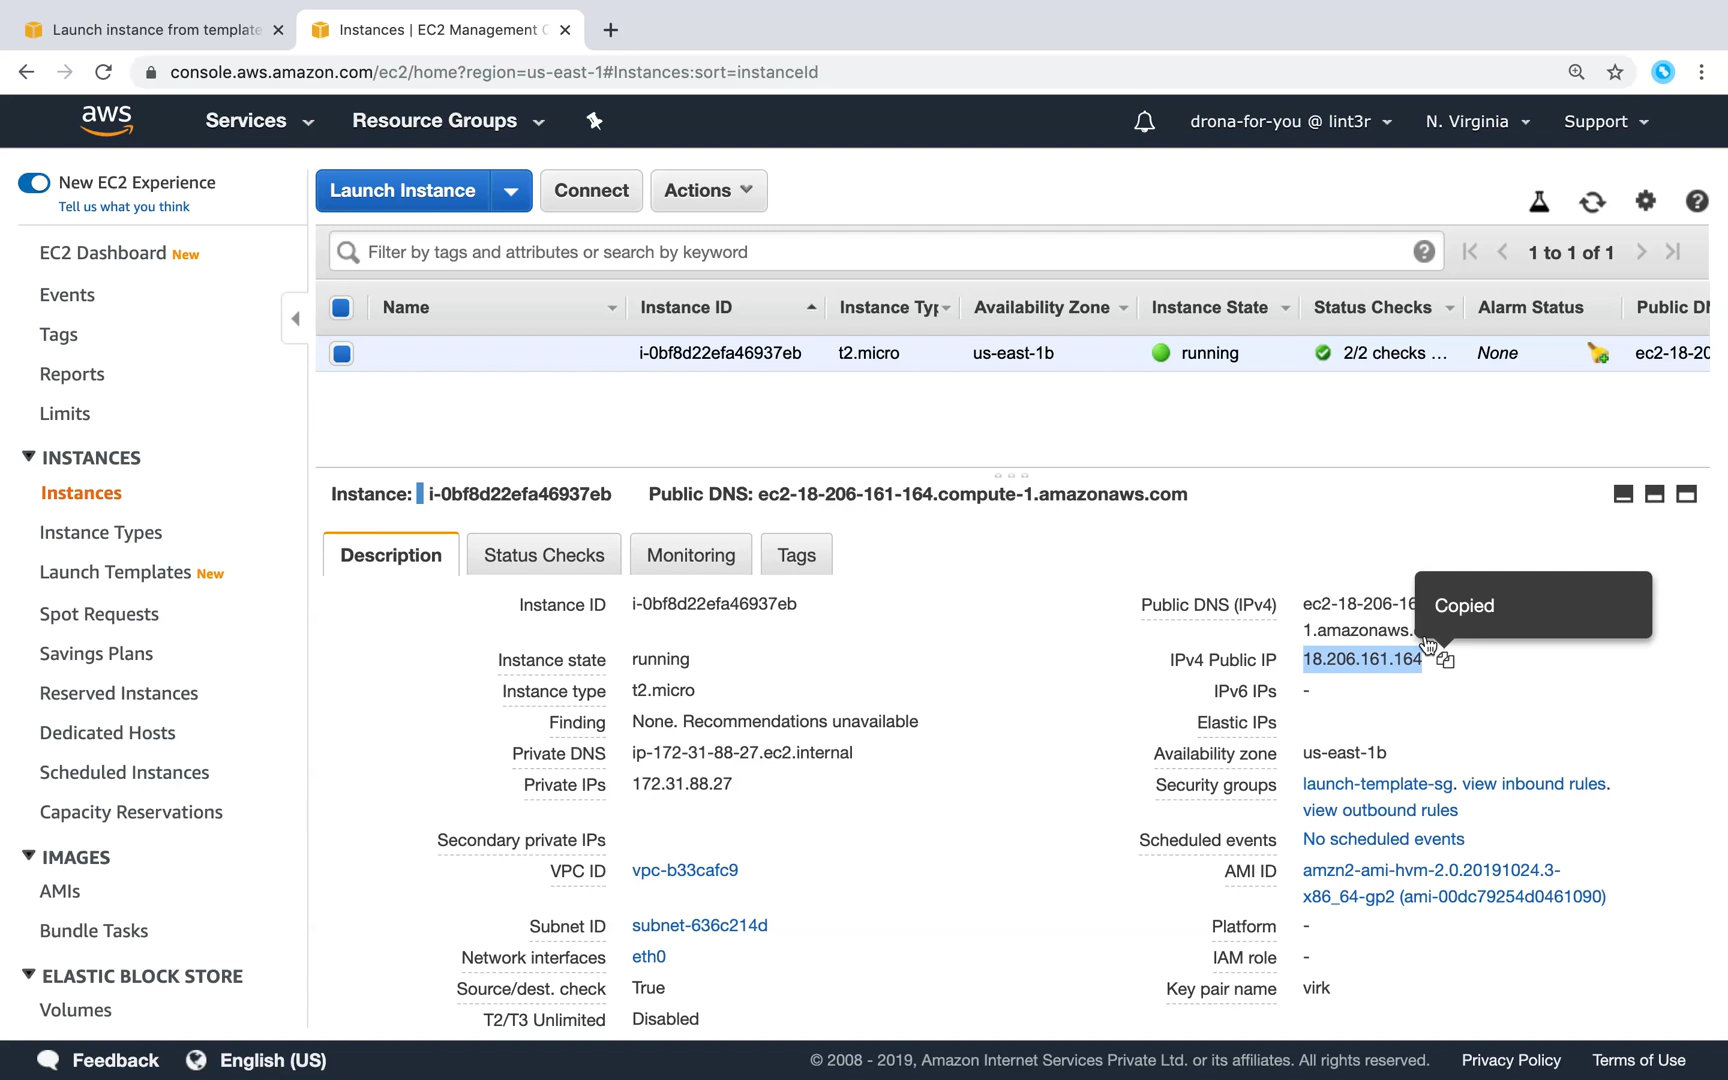 Launch instance from template
Instances | EC2 Management C
console.aws.amazon.com/ec2/home?region=us-east-1#Instances:sort=instanceId
aws
Services
Resource Groups
drona-for-you @ lint3r
N. Virginia
Support
New EC2 Experience
Tell us what you think
EC2 Dashboard New
Events
Tags
Reports
Limits
INSTANCES
Instances
Instance Types
Launch Templates New
Spot Requests
Savings Plans
Reserved Instances
Dedicated Hosts
Scheduled Instances
Capacity Reservations
IMAGES
AMIs
Bundle Tasks
ELASTIC BLOCK STORE
Volumes
Launch Instance
Connect
Actions
Filter by tags and attributes or search by keyword
1 to 1 of 1
Name
Instance ID
Instance Typ
Availability Zone
Instance State
Status Checks
Alarm Status
Public DN
i-0bf8d22efa46937eb
t2.micro
us-east-1b
running
2/2 checks ...
None
ec2-18-20
Instance: i-0bf8d22efa46937eb
Public DNS: ec2-18-206-161-164.compute-1.amazonaws.com
Description
Status Checks
Monitoring
Tags
Instance ID i-0bf8d22efa46937eb
Instance state running
Instance type t2.micro
Finding None. Recommendations unavailable
Private DNS ip-172-31-88-27.ec2.internal
Private IPs 172.31.88.27
Secondary private IPs
VPC ID vpc-b33cafc9
Subnet ID subnet-636c214d
Network interfaces eth0
Source/dest. check True
T2/T3 Unlimited Disabled
Public DNS (IPv4) ec2-18-206-16
1.amazonaws.
Copied
IPv4 Public IP 18.206.161.164
IPv6 IPs -
Elastic IPs
Availability zone us-east-1b
Security groups launch-template-sg. view inbound rules.
view outbound rules
Scheduled events No scheduled events
AMI ID amzn2-ami-hvm-2.0.20191024.3-
x86_64-gp2 (ami-00dc79254d0461090)
Platform -
IAM role -
Key pair name virk
Feedback
English (US)
© 2008 - 2019, Amazon Internet Services Private Ltd. or its affiliates. All rights reserved.
Privacy Policy
Terms of Use